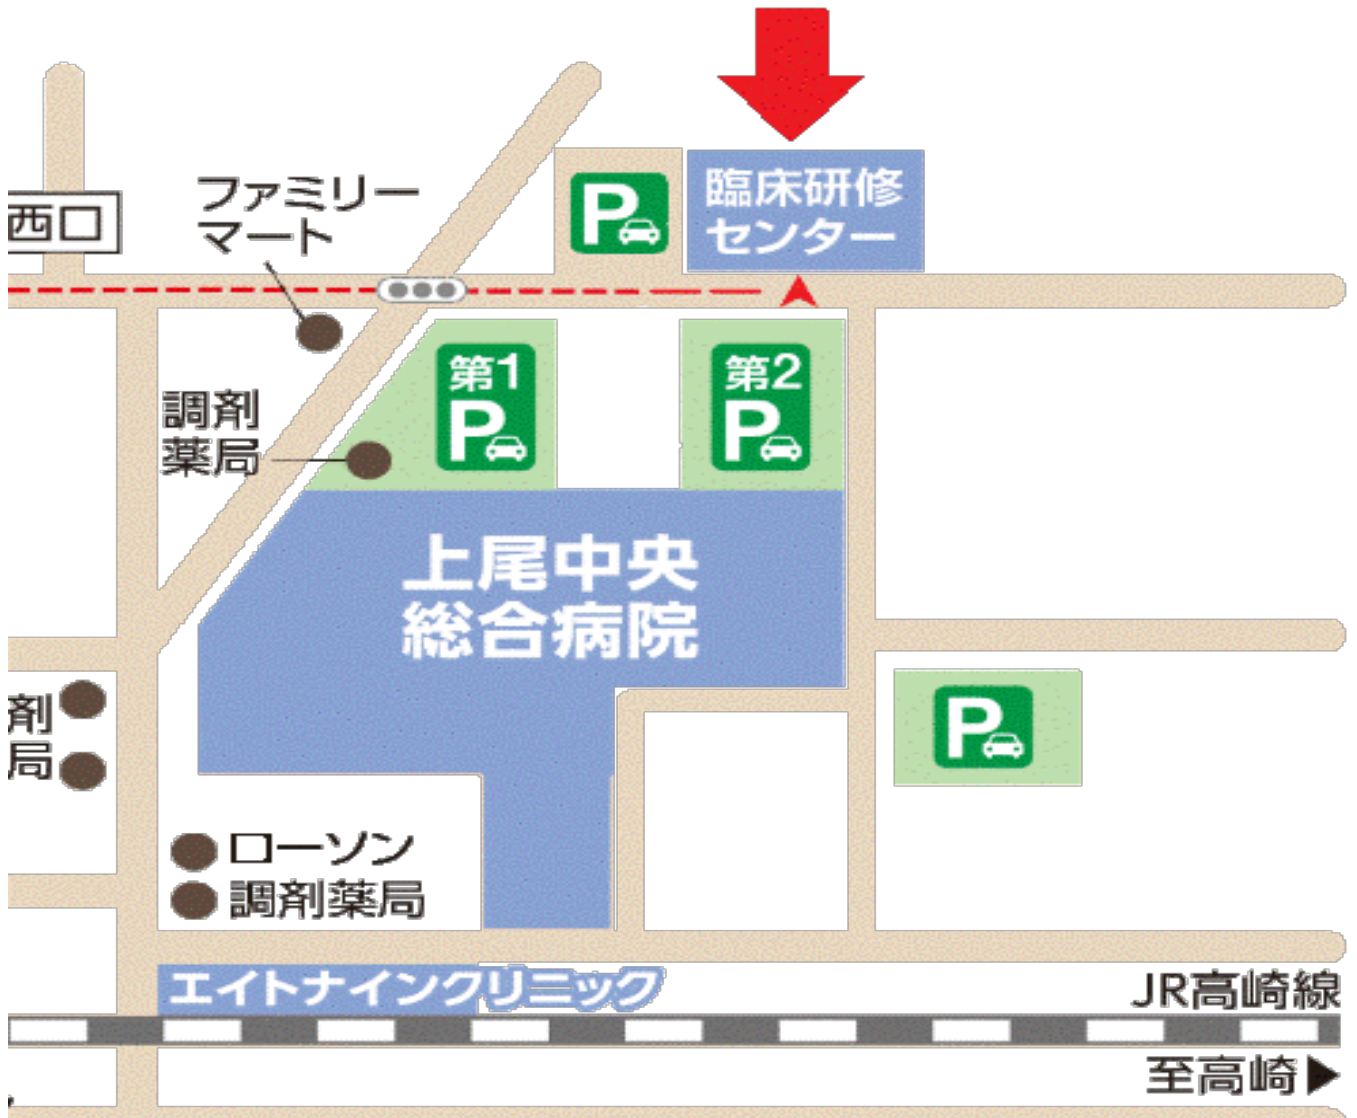 西口
ファミリー
マート
P
臨床研修
センター
第1
P
第2
P
調剤
薬局
上尾中央
総合病院
剤
局
P
ローソン
調剤薬局
エイトナインクリニック
JR高崎線
至高崎▶